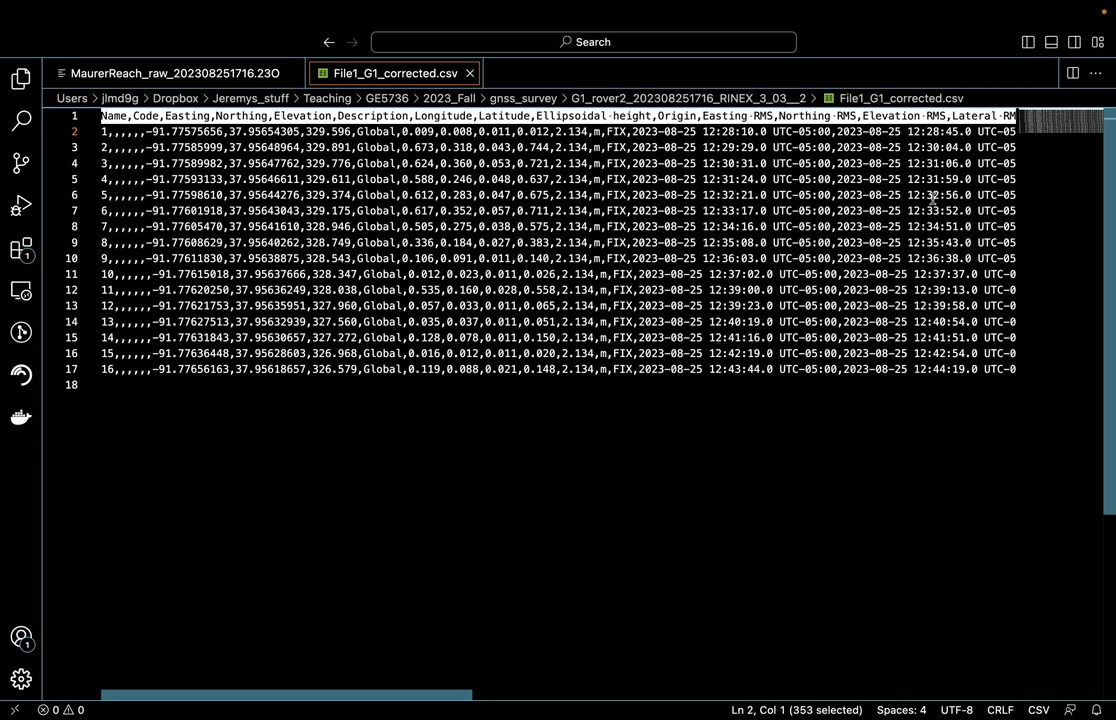 Search
MaurerReach_raw_202308251716.23O File1_G1_corrected.csv
Users > jlmd9g > Dropbox > Jeremys_stuff > Teaching > GE5736 > 2023_Fall > gnss_survey > G1_rover2_202308251716_RINEX_3_03__2 > File1_G1_corrected.csv
1 Name,Code,Easting,Northing,Elevation,Description,Longitude,Latitude,Ellipsoidal·height,Origin,Easting·RMS,Northing·RMS,Elevation·RMS,Lateral·RM
2 1,,,,,,-91.77575656,37.95654305,329.596,Global,0.009,0.008,0.011,0.012,2.134,m,FIX,2023-08-25 12:28:10.0 UTC-05:00,2023-08-25 12:28:45.0 UTC-05
3 2,,,,,,-91.77585999,37.95648964,329.891,Global,0.673,0.318,0.043,0.744,2.134,m,FIX,2023-08-25 12:29:29.0 UTC-05:00,2023-08-25 12:30:04.0 UTC-05
4 3,,,,,,-91.77589982,37.95647762,329.776,Global,0.624,0.360,0.053,0.721,2.134,m,FIX,2023-08-25 12:30:31.0 UTC-05:00,2023-08-25 12:31:06.0 UTC-05
5 4,,,,,,-91.77593133,37.95646611,329.611,Global,0.588,0.246,0.048,0.637,2.134,m,FIX,2023-08-25 12:31:24.0 UTC-05:00,2023-08-25 12:31:59.0 UTC-05
6 5,,,,,,-91.77598610,37.95644276,329.374,Global,0.612,0.283,0.047,0.675,2.134,m,FIX,2023-08-25 12:32:21.0 UTC-05:00,2023-08-25 12:32:56.0 UTC-05
7 6,,,,,,-91.77601918,37.95643043,329.175,Global,0.617,0.352,0.057,0.711,2.134,m,FIX,2023-08-25 12:33:17.0 UTC-05:00,2023-08-25 12:33:52.0 UTC-05
8 7,,,,,,-91.77605470,37.95641610,328.946,Global,0.505,0.275,0.038,0.575,2.134,m,FIX,2023-08-25 12:34:16.0 UTC-05:00,2023-08-25 12:34:51.0 UTC-05
9 8,,,,,,-91.77608629,37.95640262,328.749,Global,0.336,0.184,0.027,0.383,2.134,m,FIX,2023-08-25 12:35:08.0 UTC-05:00,2023-08-25 12:35:43.0 UTC-05
10 9,,,,,,-91.77611830,37.95638875,328.543,Global,0.106,0.091,0.011,0.140,2.134,m,FIX,2023-08-25 12:36:03.0 UTC-05:00,2023-08-25 12:36:38.0 UTC-05
11 10,,,,,,-91.77615018,37.95637666,328.347,Global,0.012,0.023,0.011,0.026,2.134,m,FIX,2023-08-25 12:37:02.0 UTC-05:00,2023-08-25 12:37:37.0 UTC-0
12 11,,,,,,-91.77620250,37.95636249,328.038,Global,0.535,0.160,0.028,0.558,2.134,m,FIX,2023-08-25 12:39:00.0 UTC-05:00,2023-08-25 12:39:13.0 UTC-0
13 12,,,,,,-91.77621753,37.95635951,327.960,Global,0.057,0.033,0.011,0.065,2.134,m,FIX,2023-08-25 12:39:23.0 UTC-05:00,2023-08-25 12:39:58.0 UTC-0
14 13,,,,,,-91.77627513,37.95632939,327.560,Global,0.035,0.037,0.011,0.051,2.134,m,FIX,2023-08-25 12:40:19.0 UTC-05:00,2023-08-25 12:40:54.0 UTC-0
15 14,,,,,,-91.77631843,37.95630657,327.272,Global,0.128,0.078,0.011,0.150,2.134,m,FIX,2023-08-25 12:41:16.0 UTC-05:00,2023-08-25 12:41:51.0 UTC-0
16 15,,,,,,-91.77636448,37.95628603,326.968,Global,0.016,0.012,0.011,0.020,2.134,m,FIX,2023-08-25 12:42:19.0 UTC-05:00,2023-08-25 12:42:54.0 UTC-0
17 16,,,,,,-91.77656163,37.95618657,326.579,Global,0.119,0.088,0.021,0.148,2.134,m,FIX,2023-08-25 12:43:44.0 UTC-05:00,2023-08-25 12:44:19.0 UTC-0
18
1
1
0 0 Ln 2, Col 1 (353 selected) Spaces: 4 UTF-8 CRLF CSV